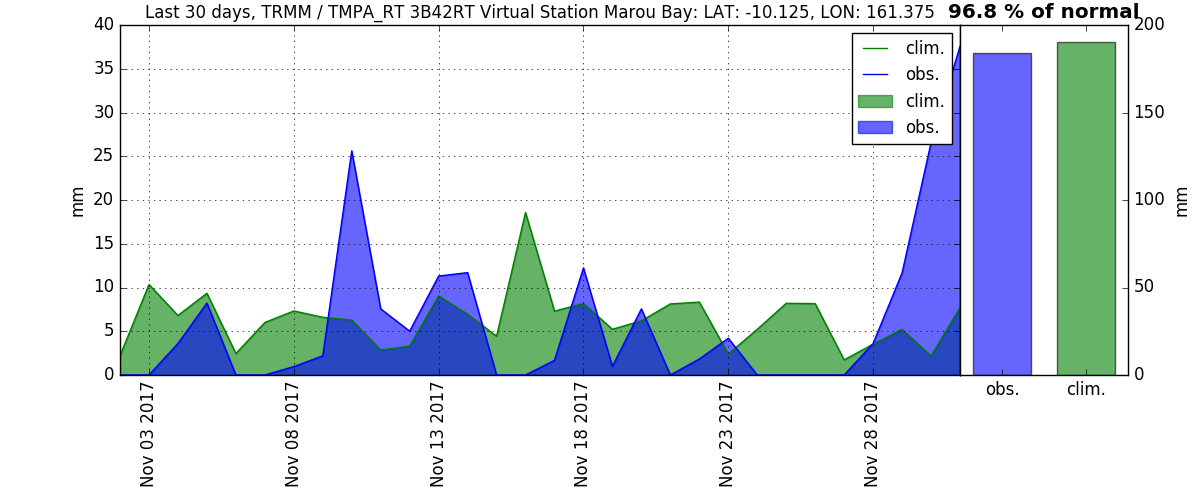 Last 30 days, TRMM / TMPA_RT 3B42RT Virtual Station Marou Bay: LAT: -10.125, LON: 161.375
96.8 % of normal
40
35
30
25
20
15
10
5
0
mm
clim.
obs.
clim.
obs.
Nov 03 2017
Nov 08 2017
Nov 13 2017
Nov 18 2017
Nov 23 2017
Nov 28 2017
200
150
100
50
0
mm
obs.
clim.